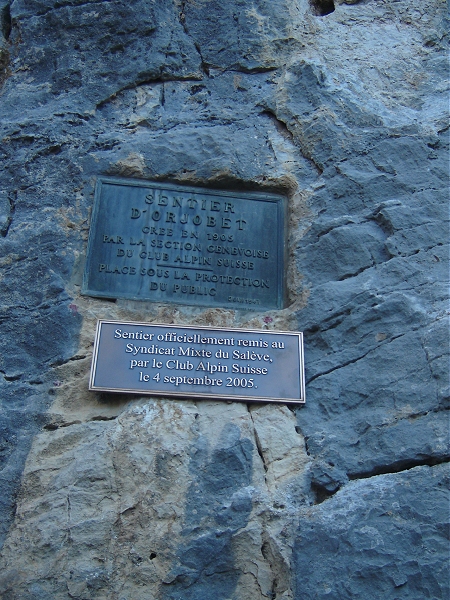 SENTIER
D'ORJOBET
CRÉÉ EN 1905
PAR LA SECTION GENEVOISE
DU CLUB ALPIN SUISSE
PLACÉ SOUS LA PROTECTION
DU PUBLIC
Sentier officiellement remis au
Syndicat Mixte du Salève,
par le Club Alpin Suisse
le 4 septembre 2005.